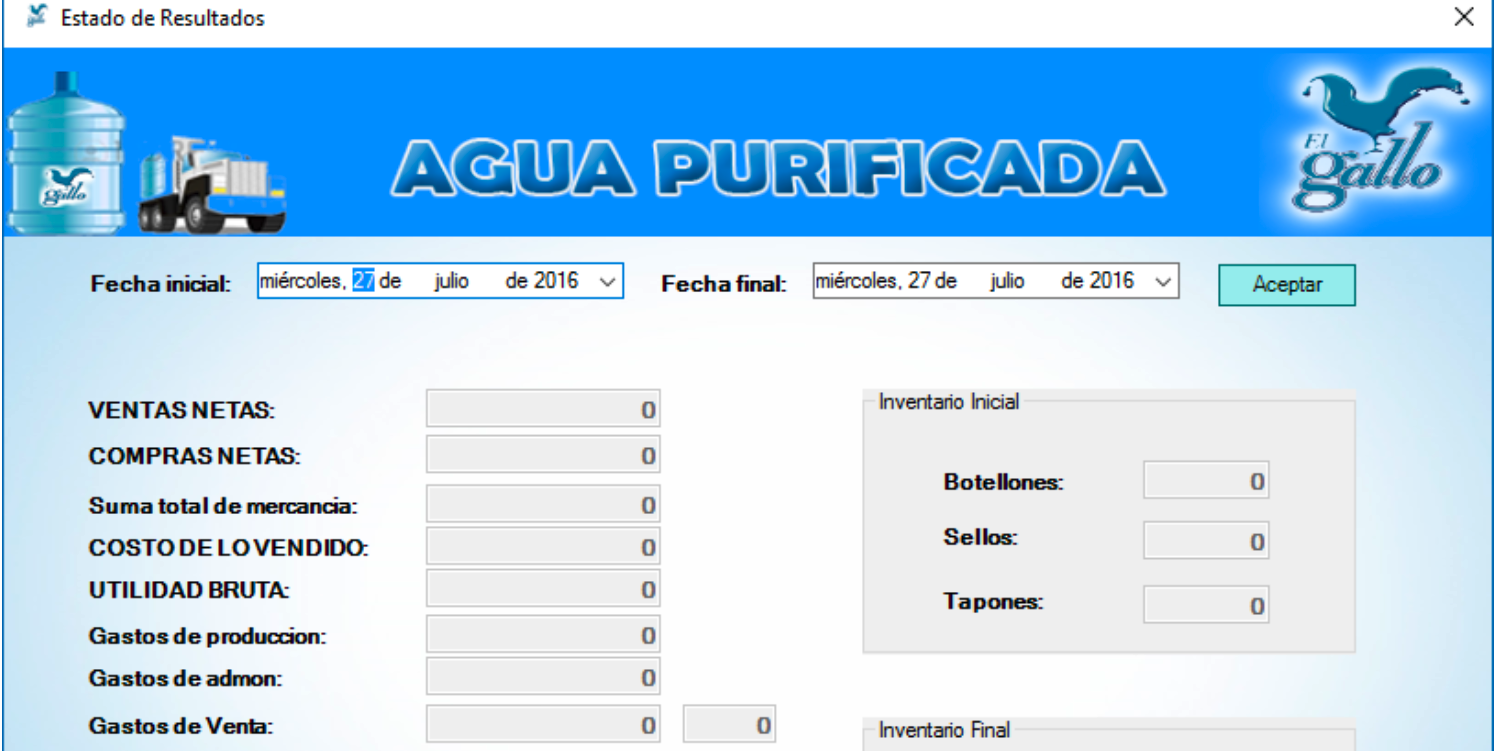 Estado de Resultados
AGUA PURIFICADA
El
gallo
gallo
Fecha inicial: miércoles, 27 de julio de 2016 Fecha final: miércoles, 27 de julio de 2016 Aceptar
VENTAS NETAS: 0
COMPRAS NETAS: 0
Suma total de mercancia: 0
COSTO DE LO VENDIDO: 0
UTILIDAD BRUTA: 0
Gastos de produccion: 0
Gastos de admon: 0
Gastos de Venta: 0 0
Inventario Inicial
Botellones: 0
Sellos: 0
Tapones: 0
Inventario Final